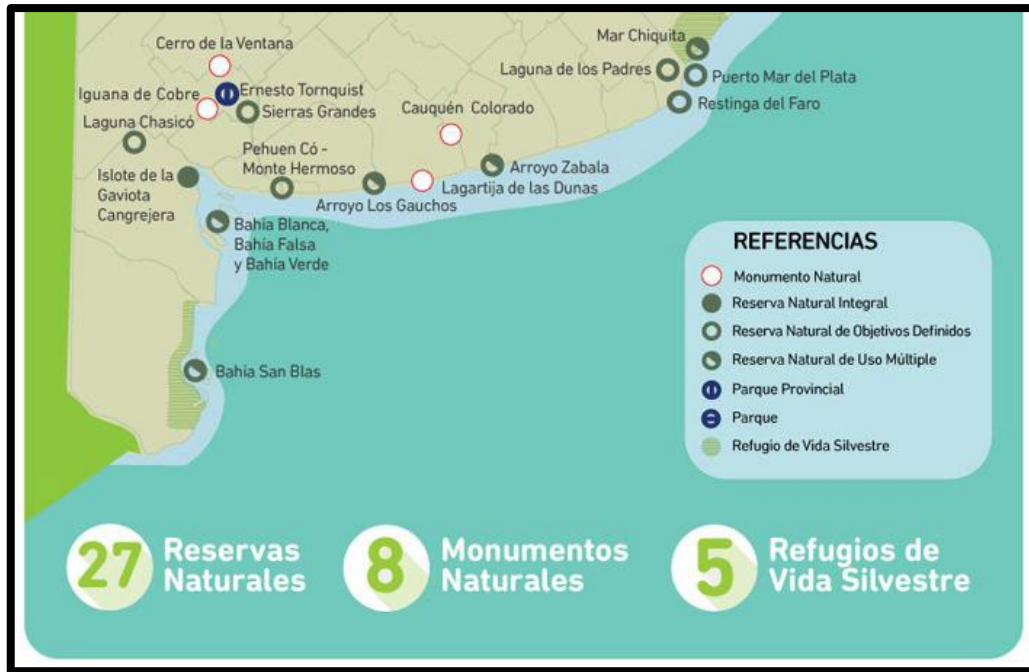 Mar Chiquita
Cerro de la Ventana
Laguna de los Padres
Puerto Mar del Plata
Iguana de Cobre
Ernesto Tornquist
Cauquén Colorado
Restinga del Faro
Sierras Grandes
Laguna Chasicó
Pehuen Có -
Monte Hermoso
Arroyo Zabala
Islote de la
Gaviota
Cangrejera
Lagartija de las Dunas
Arroyo Los Gauchos
Bahía Blanca,
Bahía Falsa
y Bahía Verde
Bahia San Blas
REFERENCIAS
Monumento Natural
Reserva Natural Integral
Reserva Natural de Objetivos Definidos
Reserva Natural de Uso Múltiple
Parque Provincial
Parque
Refugio de Vida Silvestre
27 Reservas
Naturales
8 Monumentos
Naturales
5 Refugios de
Vida Silvestre